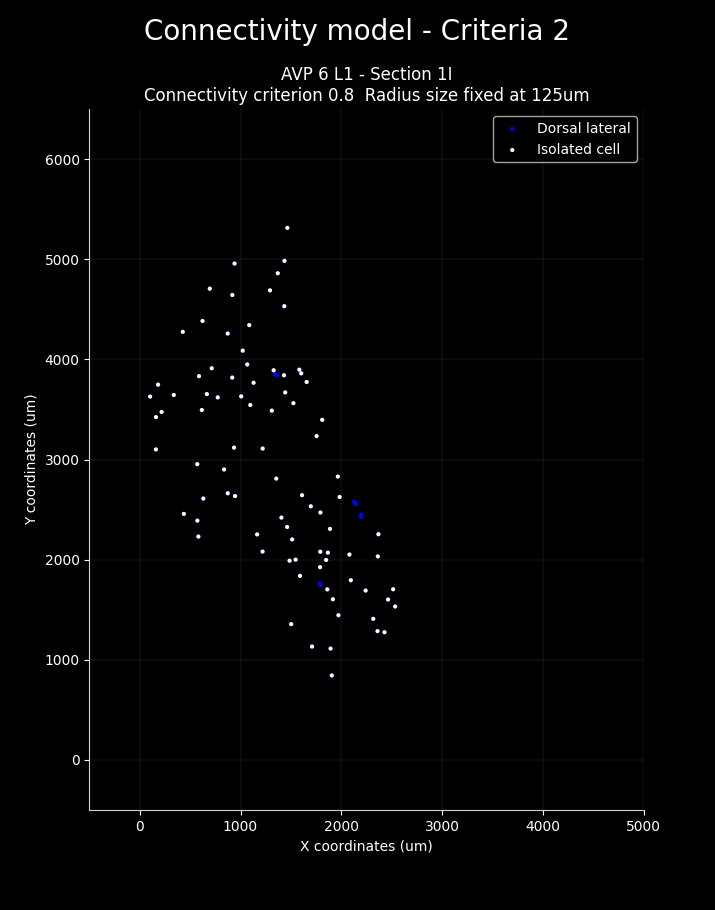 Connectivity model - Criteria 2
AVP 6 L1 - Section 1I
Connectivity criterion 0.8  Radius size fixed at 125um
Dorsal lateral
Isolated cell
6000
5000
4000
3000
2000
1000
0
Y coordinates (um)
0 1000 2000 3000 4000 5000
X coordinates (um)